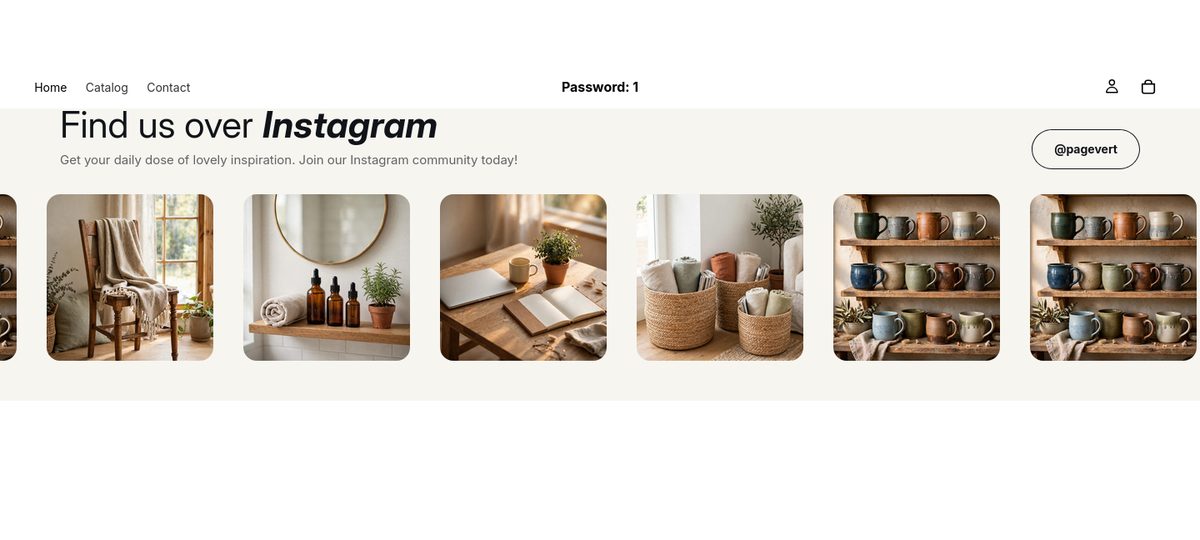 Home Catalog Contact Password: 1
Find us over Instagram
Get your daily dose of lovely inspiration. Join our Instagram community today!
@pagevert